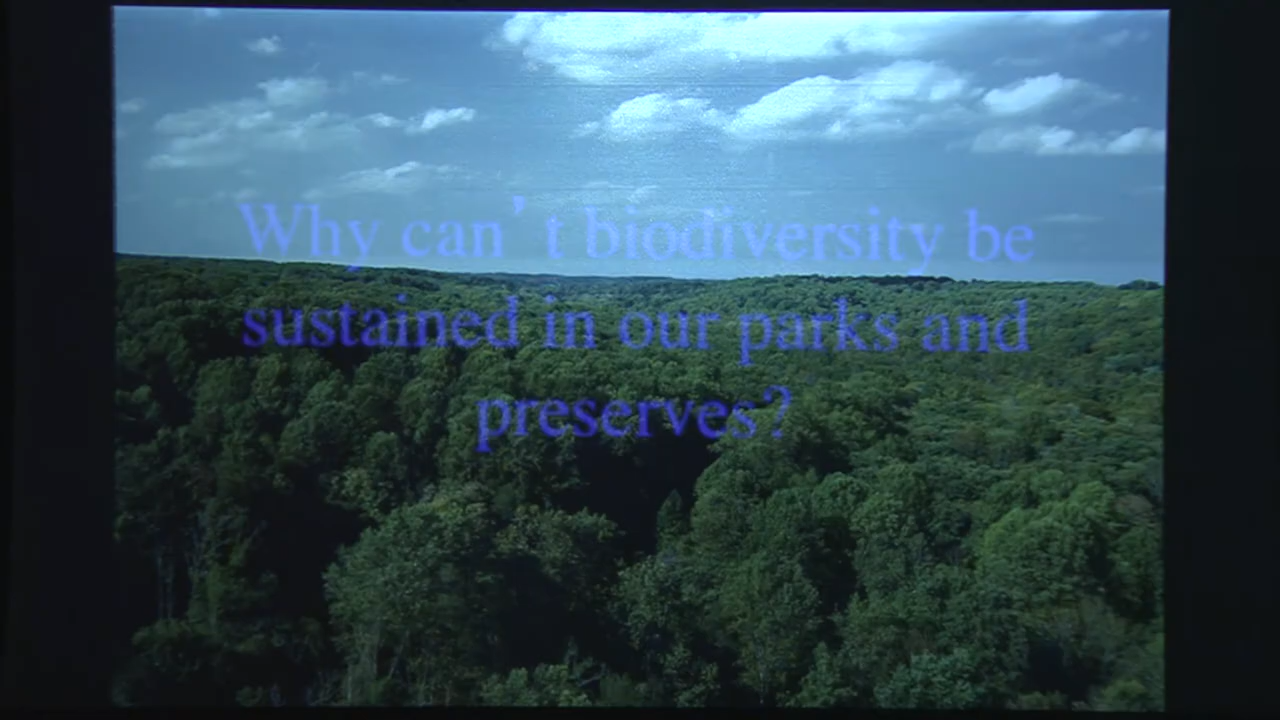 Why can't biodiversity be
sustained in our parks and
preserves?